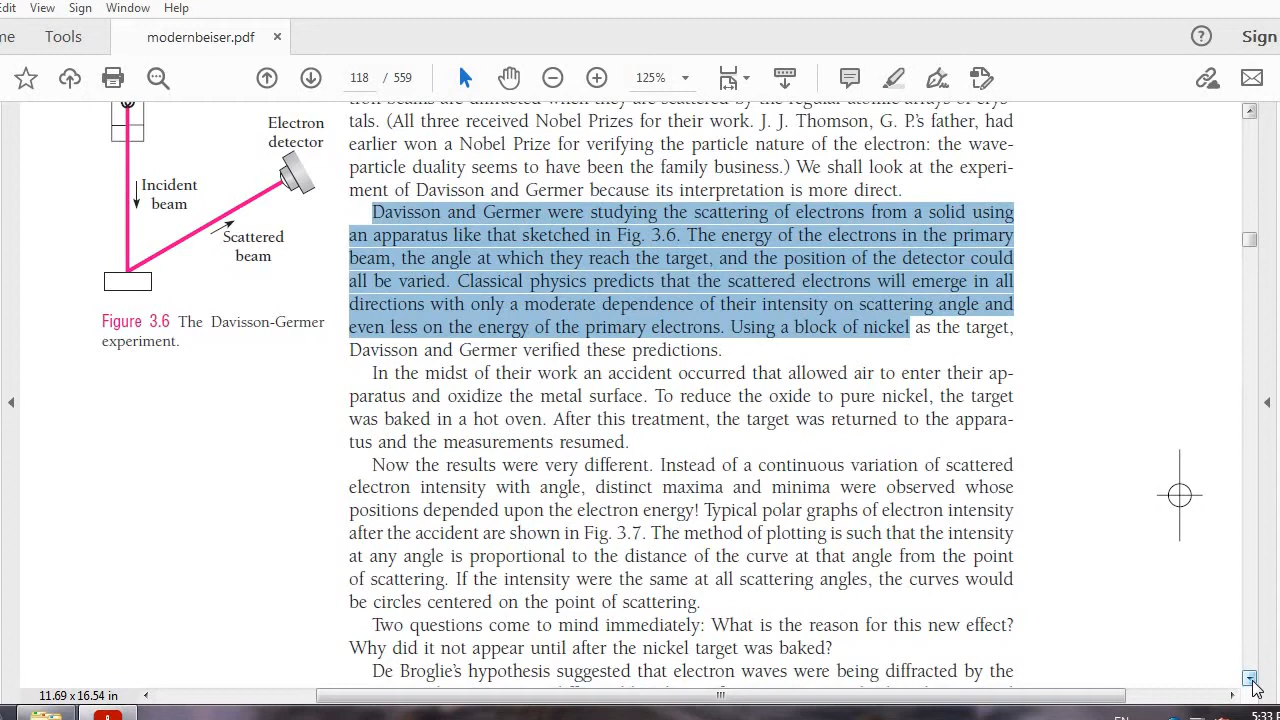 Edit View Sign Window Help
me Tools modernbeiser.pdf × ? Sign
118 / 559 125%
tron beams are diffracted when they are scattered by the regular atomic arrays of crys-
tals. (All three received Nobel Prizes for their work. J. J. Thomson, G. P.'s father, had
earlier won a Nobel Prize for verifying the particle nature of the electron: the wave-
particle duality seems to have been the family business.) We shall look at the experi-
ment of Davisson and Germer because its interpretation is more direct.
Davisson and Germer were studying the scattering of electrons from a solid using
an apparatus like that sketched in Fig. 3.6. The energy of the electrons in the primary
beam, the angle at which they reach the target, and the position of the detector could
all be varied. Classical physics predicts that the scattered electrons will emerge in all
directions with only a moderate dependence of their intensity on scattering angle and
even less on the energy of the primary electrons. Using a block of nickel as the target,
Davisson and Germer verified these predictions.
In the midst of their work an accident occurred that allowed air to enter their ap-
paratus and oxidize the metal surface. To reduce the oxide to pure nickel, the target
was baked in a hot oven. After this treatment, the target was returned to the appara-
tus and the measurements resumed.
Now the results were very different. Instead of a continuous variation of scattered
electron intensity with angle, distinct maxima and minima were observed whose
positions depended upon the electron energy! Typical polar graphs of electron intensity
after the accident are shown in Fig. 3.7. The method of plotting is such that the intensity
at any angle is proportional to the distance of the curve at that angle from the point
of scattering. If the intensity were the same at all scattering angles, the curves would
be circles centered on the point of scattering.
Two questions come to mind immediately: What is the reason for this new effect?
Why did it not appear until after the nickel target was baked?
De Broglie's hypothesis suggested that electron waves were being diffracted by the
Electron
detector
Incident
beam
Scattered
beam
Figure 3.6 The Davisson-Germer
experiment.
11.69 x 16.54 in
EN